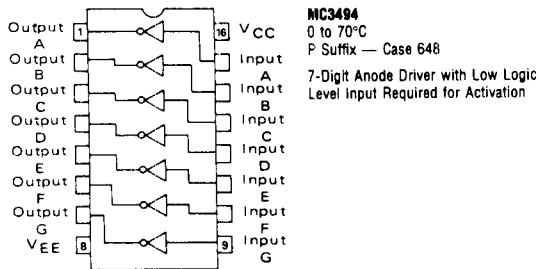 Output
A
Output
B
Output
C
Output
D
Output
E
Output
F
Output
G
VEE
1
8
16
9
VCC
Input
A
Input
B
Input
C
Input
D
Input
E
Input
F
Input
G
MC3494
0 to 70°C
P Suffix — Case 648
7-Digit Anode Driver with Low Logic
Level Input Required for Activation